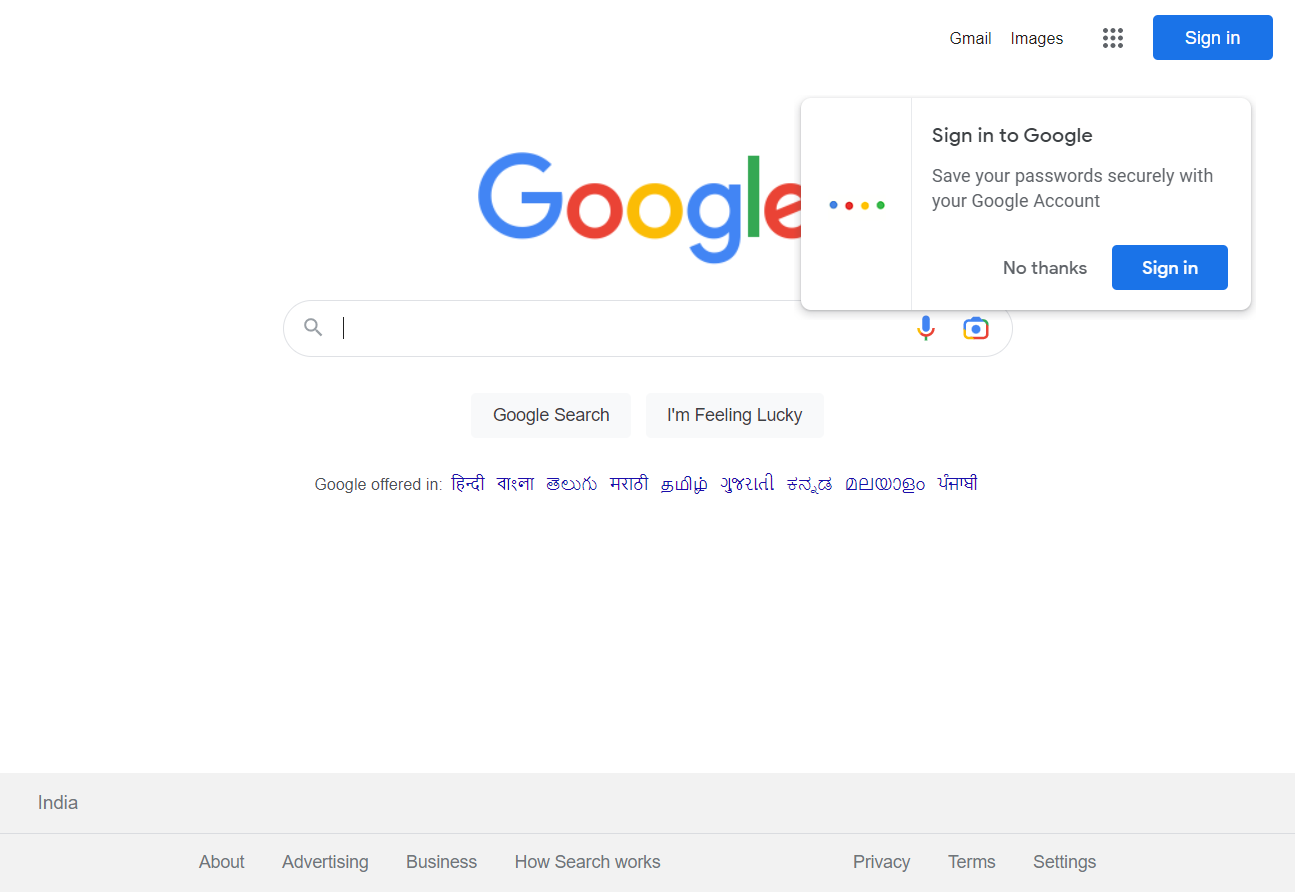 Gmail Images Sign in
Sign in to Google
Save your passwords securely with
your Google Account
No thanks Sign in
Google
Google Search I'm Feeling Lucky
Google offered in: हिन्दी বাংলা తెలుగు मराठी தமிழ் ગુજરાતી ಕನ್ನಡ മലയാളം ਪੰਜਾਬੀ
India
About Advertising Business How Search works Privacy Terms Settings